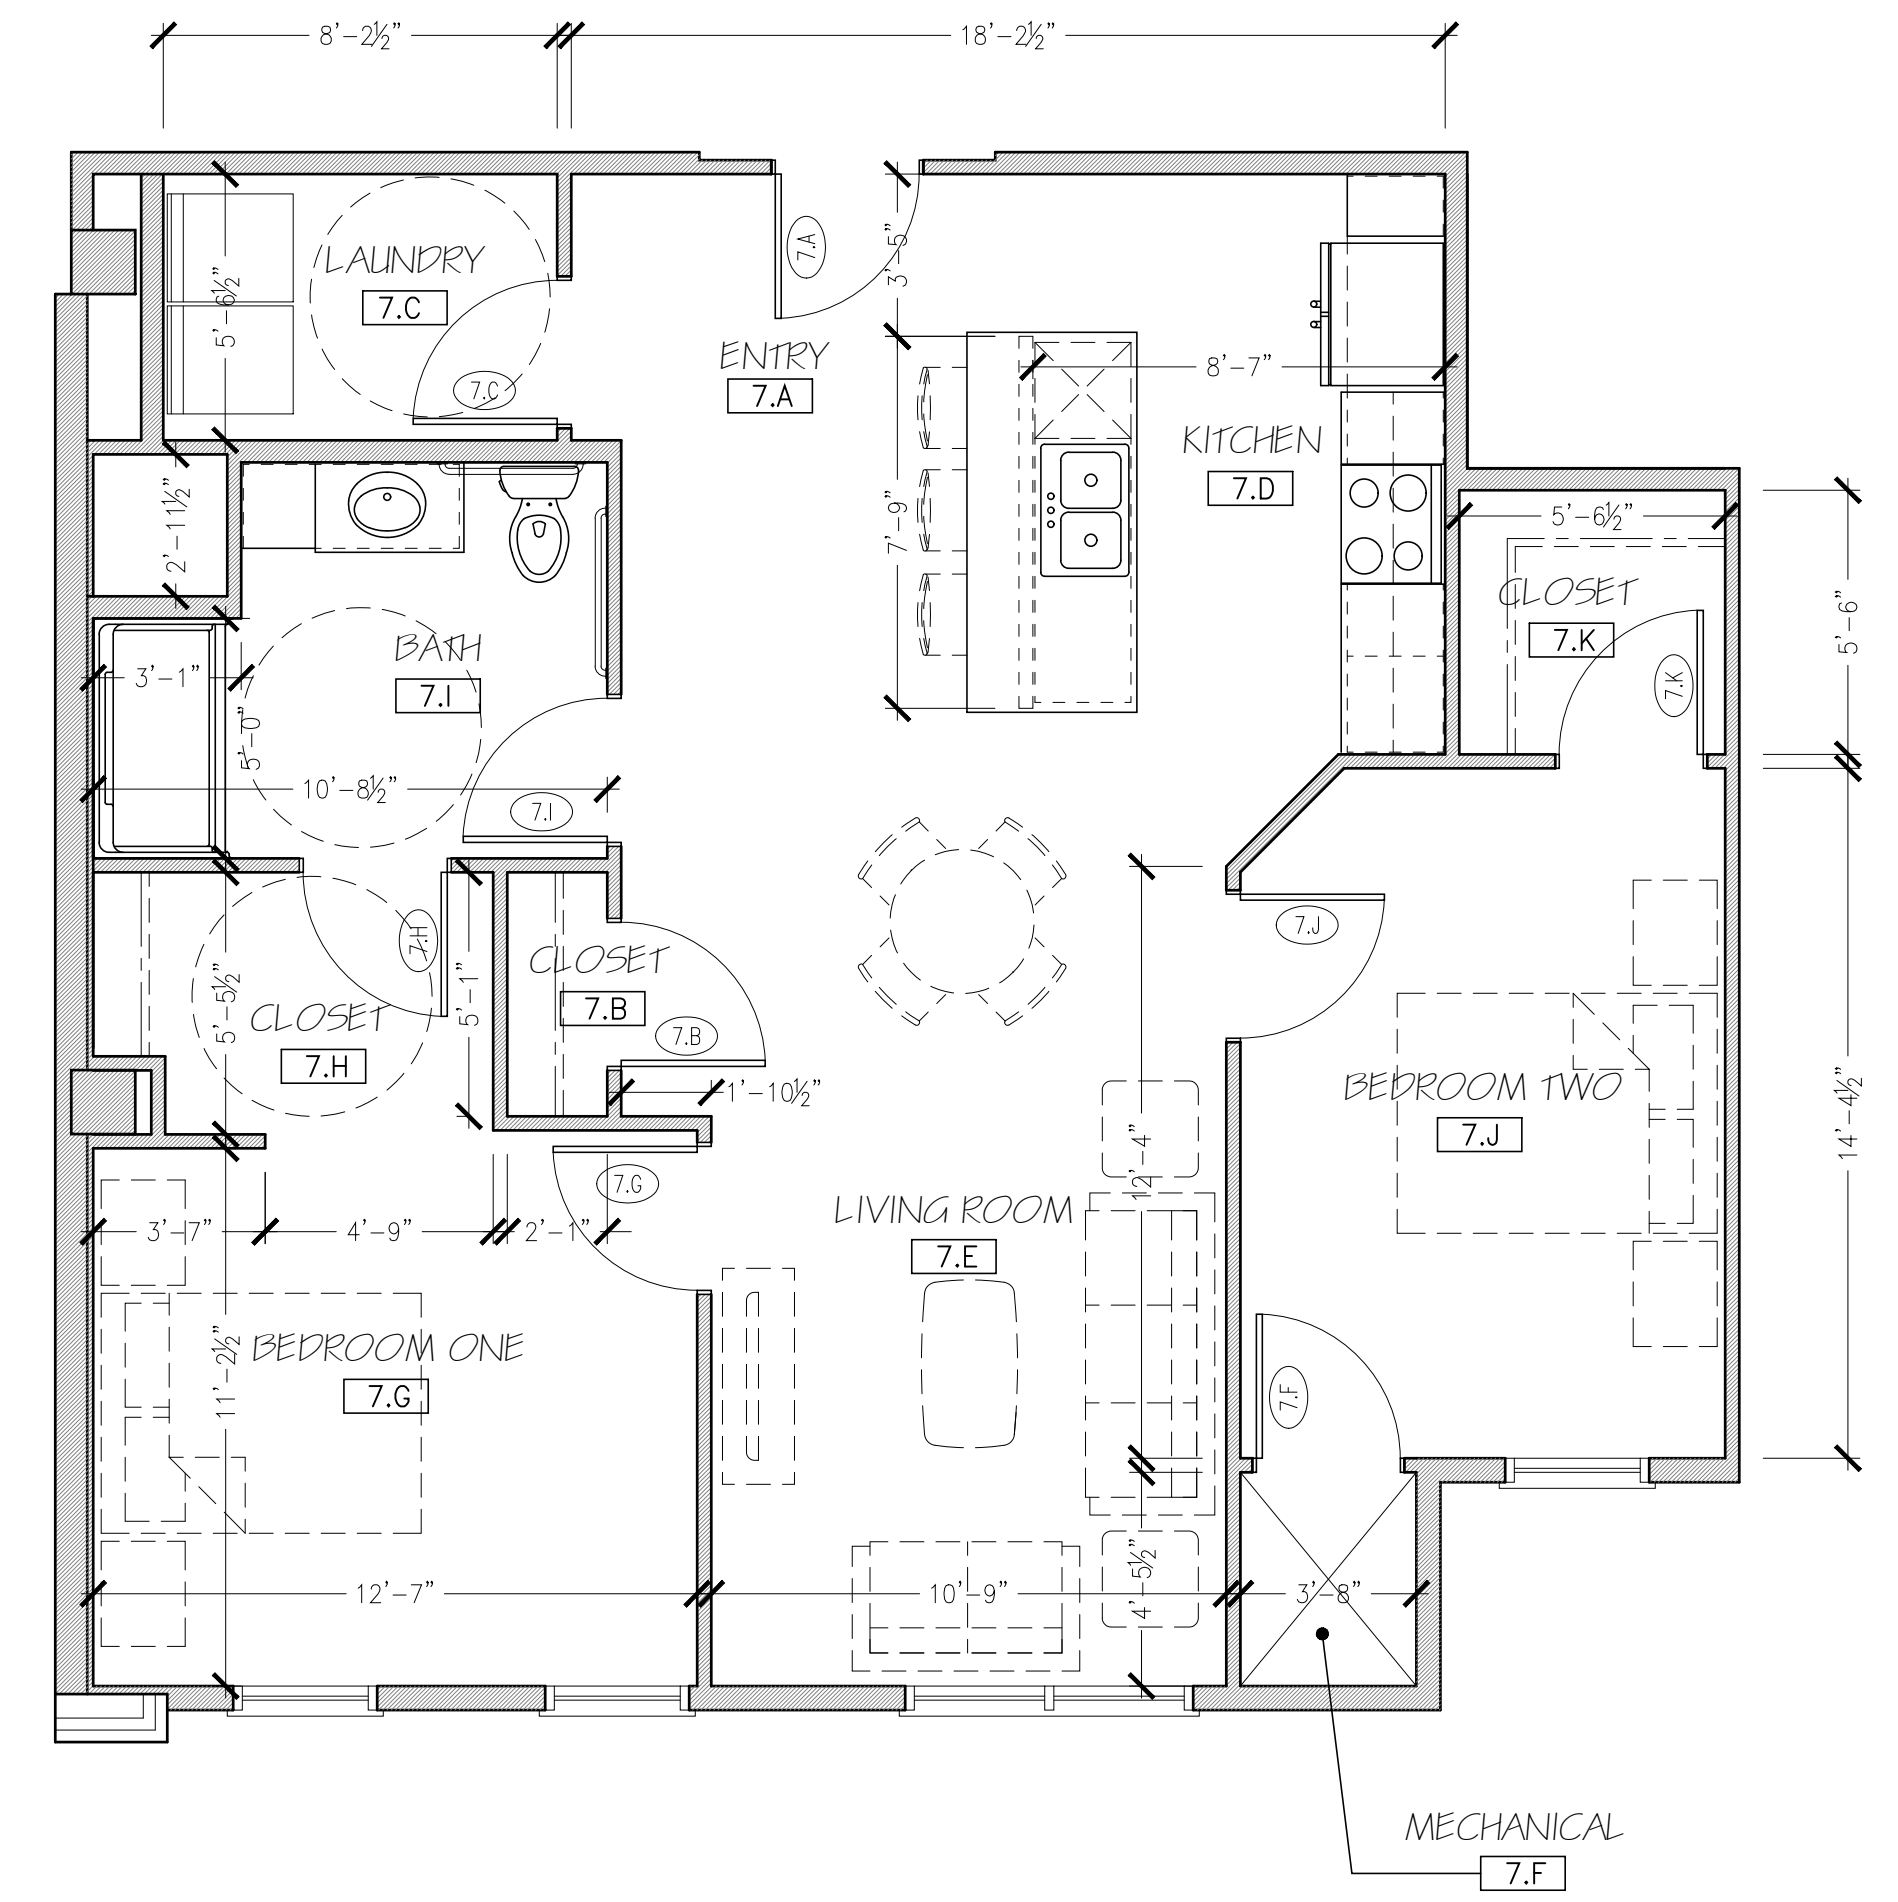 8'-2½" 18'-2½"
7.A
3'-5"
LAUNDRY
7.C
5'-6½"
7.C
ENTRY
7.A
8'-7"
KITCHEN
7.D
2'-11½"
7'-9"
5'-6½"
CLOSET
7.K
7.K
5'-6"
BATH
7.I
3'-1"
5'-0"
10'-8½"
7.I
7.J
7.H
CLOSET
7.B
7.B
5'-5½"
CLOSET
7.H
5'-1"
1'-10½"
BEDROOM TWO
7.J
14'-4½"
12'-4"
7.G
3'-7" 4'-9" 2'-1"
LIVING ROOM
7.E
BEDROOM ONE
7.G
11'-2½"
7.F
12'-7" 10'-9" 3'-8"
4'-5½"
MECHANICAL
7.F